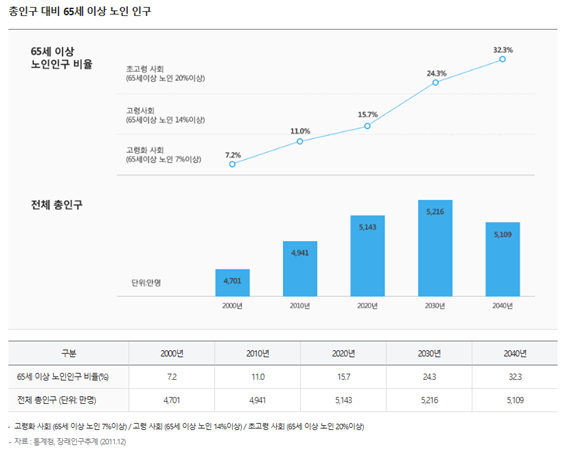 총인구 대비 65세 이상 노인 인구
65세 이상
노인인구 비율
초고령 사회
(65세이상 노인 20%이상)
고령사회
(65세이상 노인 14%이상)
고령화 사회
(65세이상 노인 7%이상)
7.2%
11.0%
15.7%
24.3%
32.3%
전체 총인구
단위:만명
4,701
4,941
5,143
5,216
5,109
2000년 2010년 2020년 2030년 2040년
구분 2000년 2010년 2020년 2030년 2040년
65세 이상 노인인구 비율(%) 7.2 11.0 15.7 24.3 32.3
전체 총인구 (단위: 만명) 4,701 4,941 5,143 5,216 5,109
- 고령화 사회 (65세 이상 노인 7%이상) / 고령 사회 (65세 이상 노인 14%이상) / 초고령 사회 (65세 이상 노인 20%이상)
- 자료 : 통계청, 장래인구추계 (2011.12)